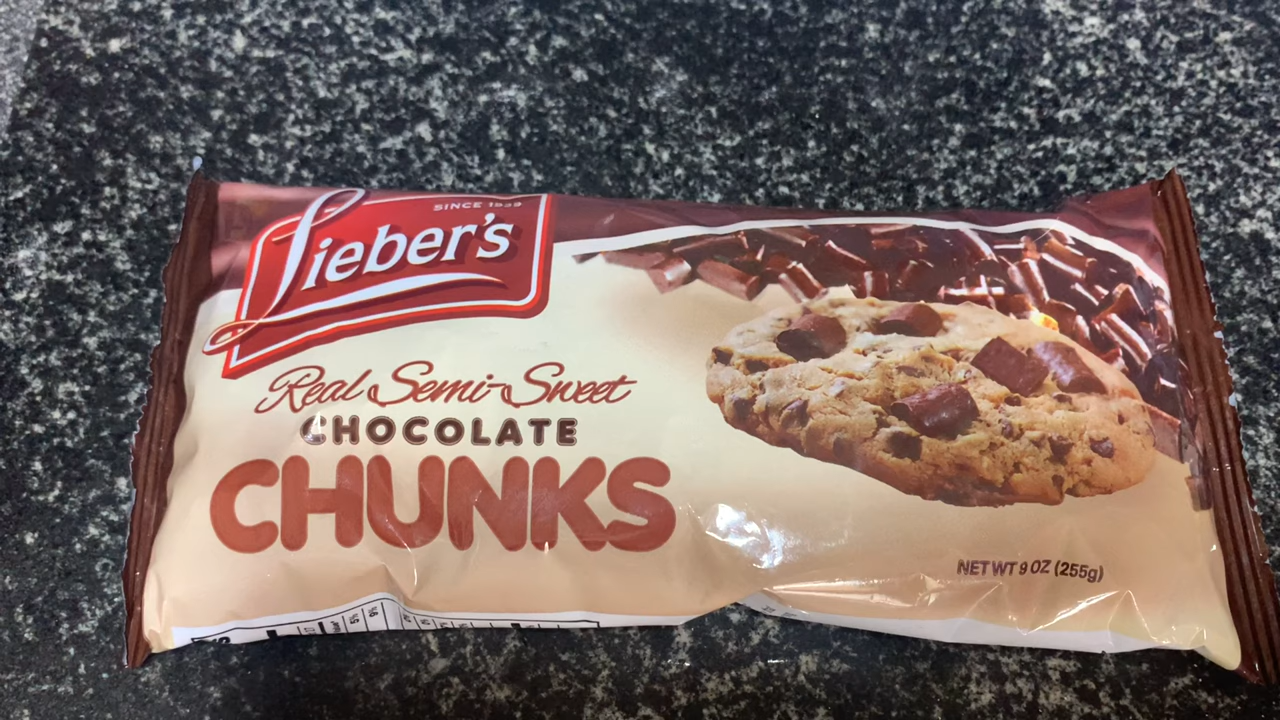 SINCE 1939
Lieber's
Real Semi-Sweet
CHOCOLATE
CHUNKS
NET WT 9 OZ (255g)